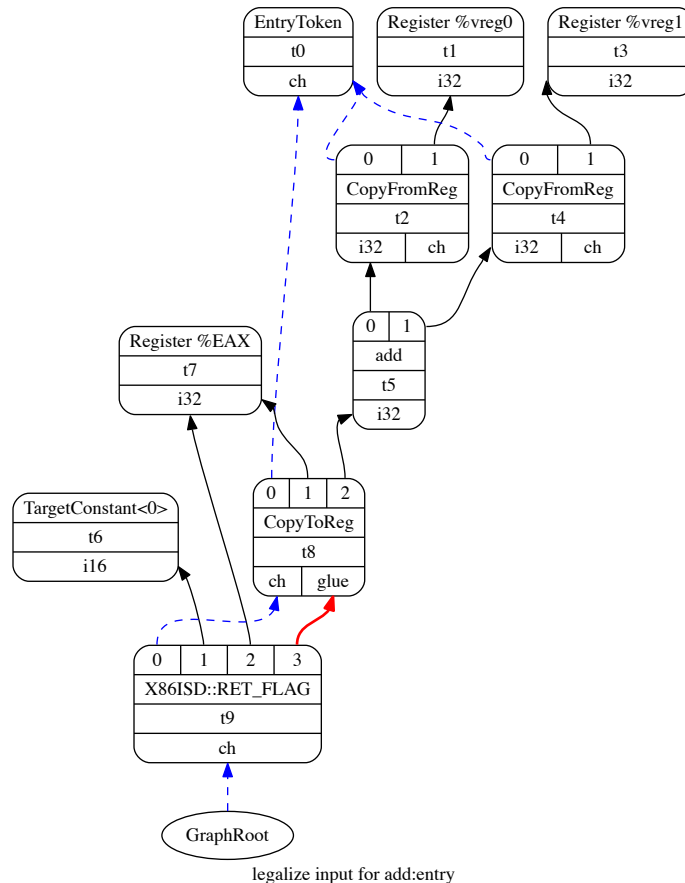 EntryToken
t0
ch
Register %vreg0
t1
i32
Register %vreg1
t3
i32
0 1
CopyFromReg
t2
i32 ch
0 1
CopyFromReg
t4
i32 ch
0 1
add
t5
i32
Register %EAX
t7
i32
0 1 2
CopyToReg
t8
ch glue
TargetConstant<0>
t6
i16
0 1 2 3
X86ISD::RET_FLAG
t9
ch
GraphRoot
legalize input for add:entry